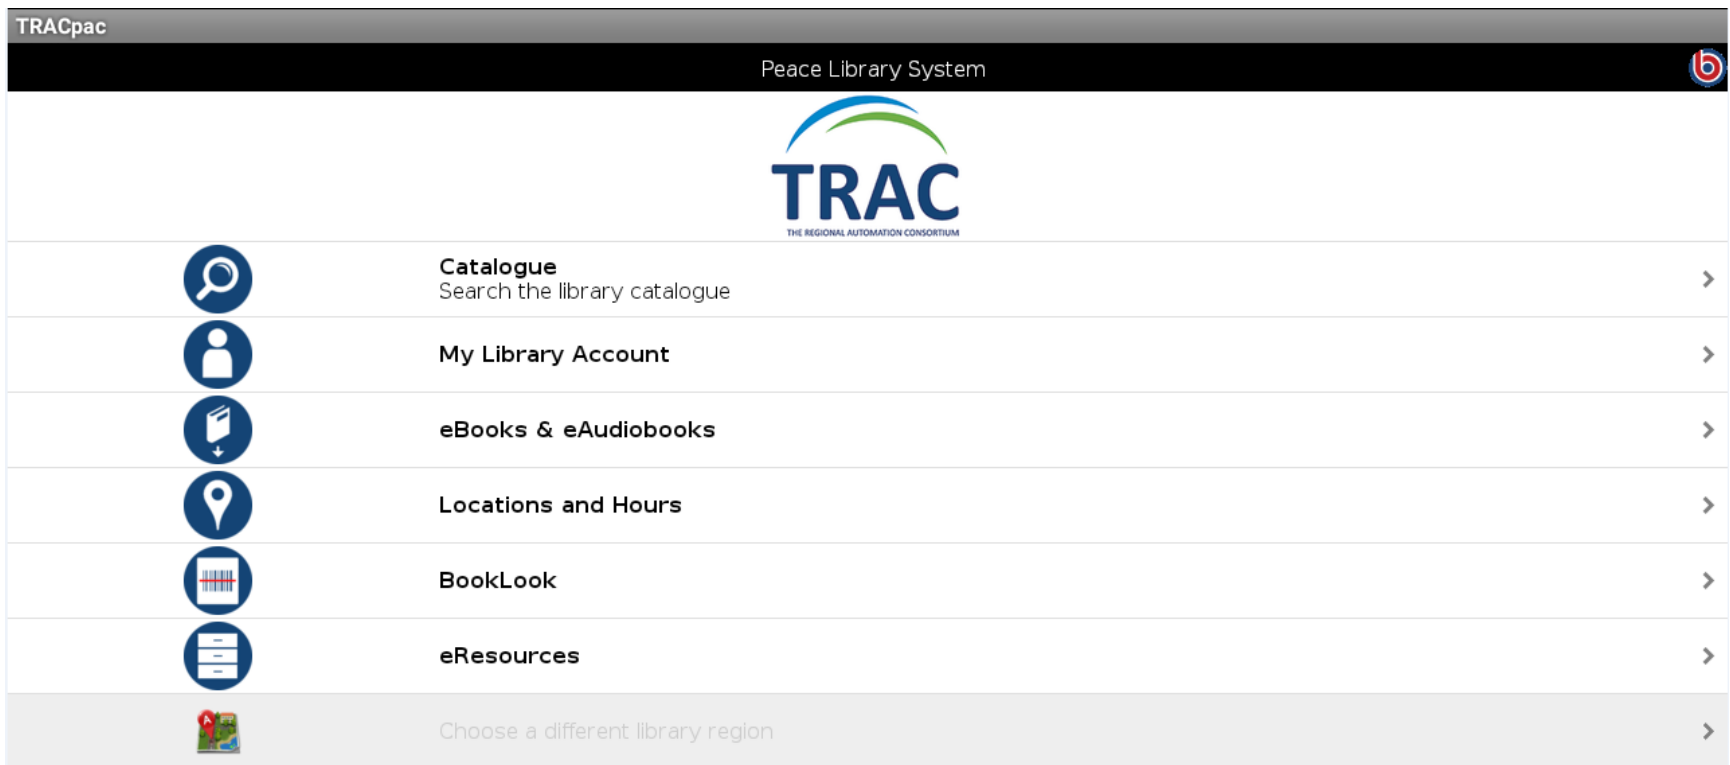 TRACpac
Peace Library System
b
TRAC
THE REGIONAL AUTOMATION CONSORTIUM
Catalogue
Search the library catalogue
My Library Account
eBooks & eAudiobooks
Locations and Hours
BookLook
eResources
A
Choose a different library region